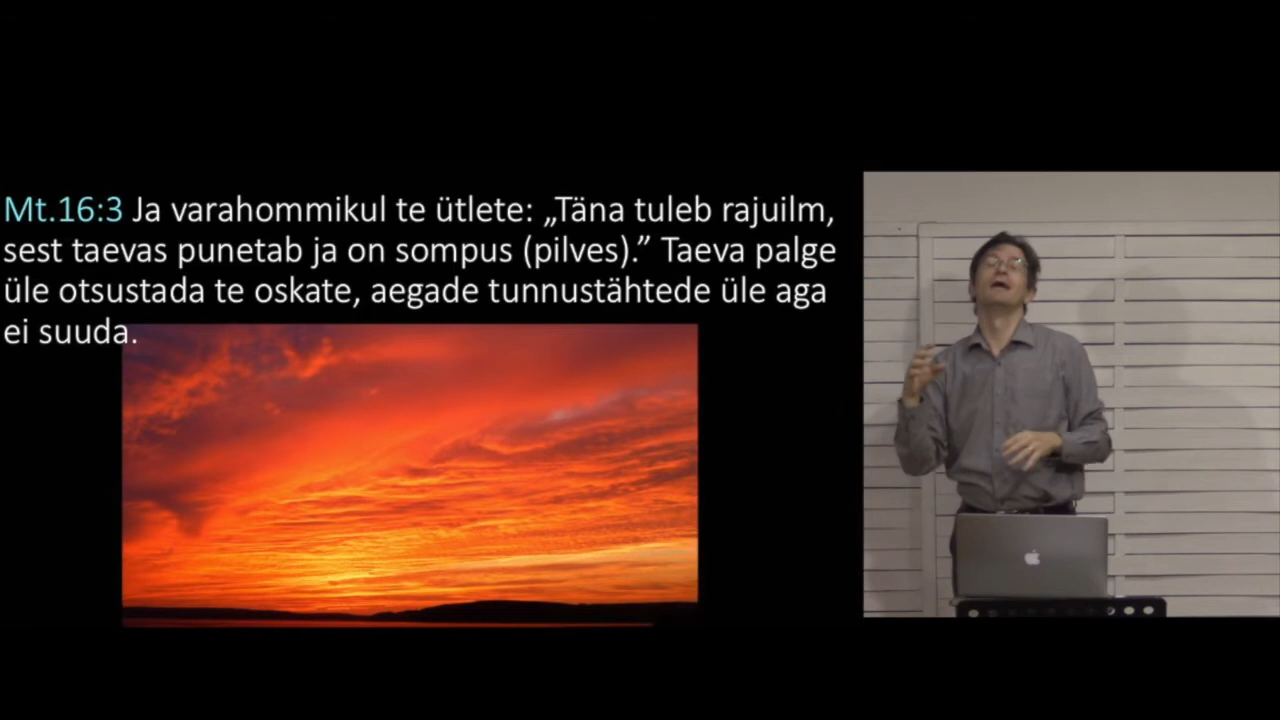 Mt.16:3 Ja varahommikul te ütlete: „Täna tuleb rajuilm,
sest taevas punetab ja on sompus (pilves).” Taeva palge
üle otsustada te oskate, aegade tunnustähtede üle aga
ei suuda.